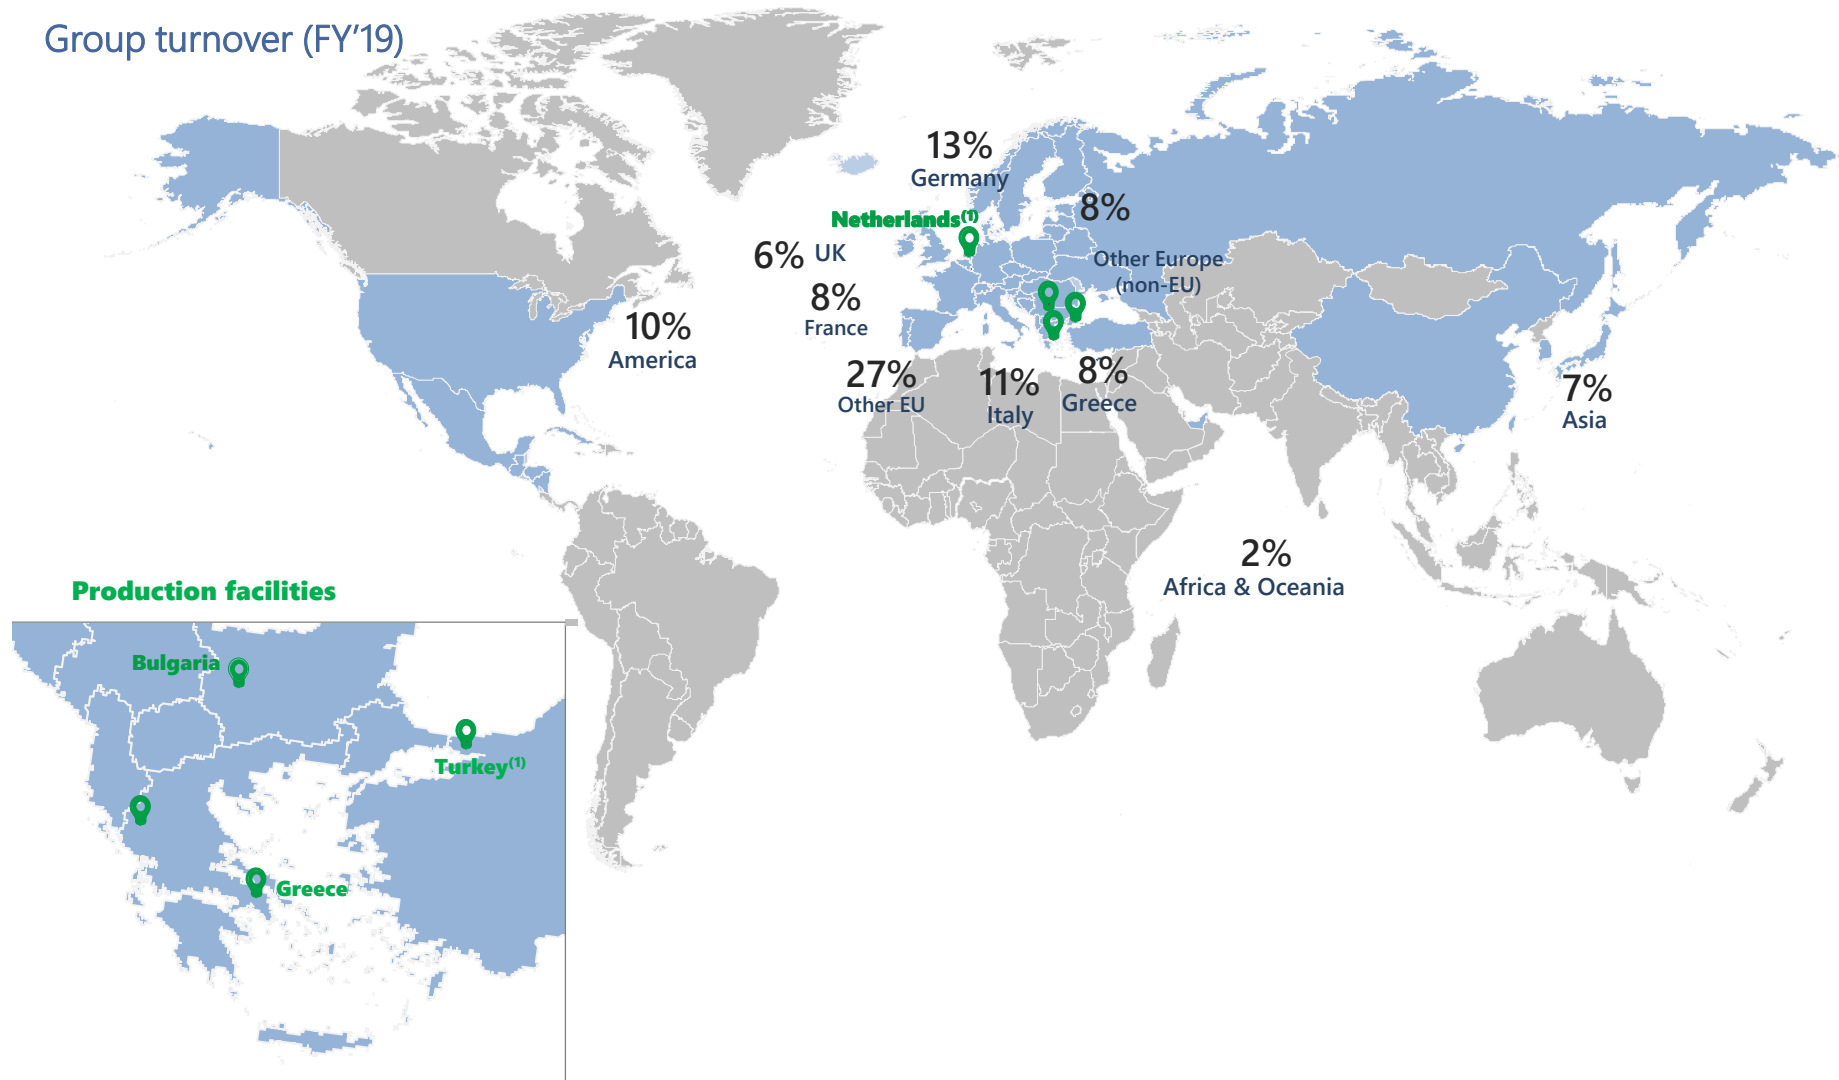 Group turnover (FY’19)
13%
Germany
8%
Netherlands(1)
6% UK
Other Europe
(non-EU)
8%
France
10%
America
27%
Other EU
11%
Italy
8%
Greece
7%
Asia
2%
Africa & Oceania
Production facilities
Bulgaria
Turkey(1)
Greece